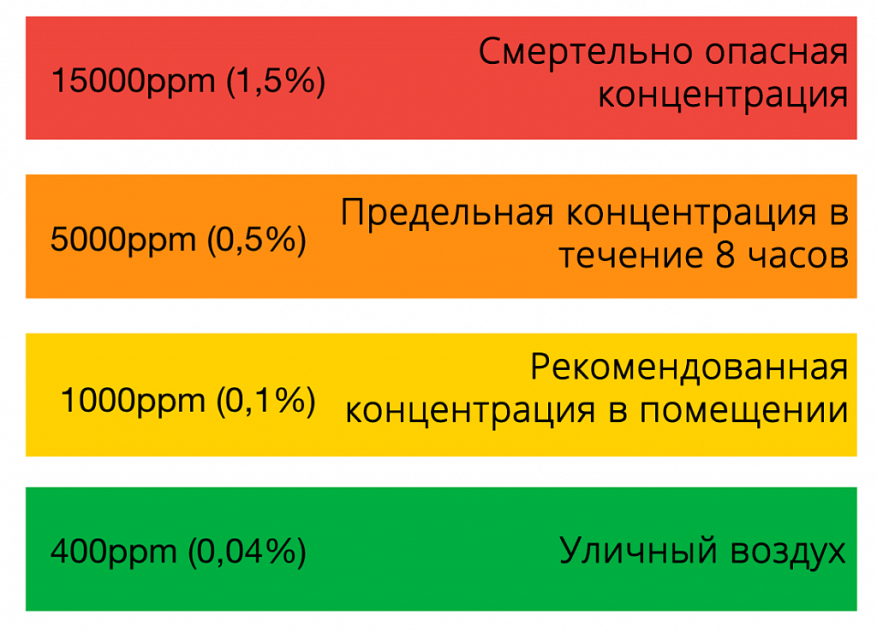 15000ppm (1,5%)
Смертельно опасная
концентрация
5000ppm (0,5%)
Предельная концентрация в
течение 8 часов
1000ppm (0,1%)
Рекомендованная
концентрация в помещении
400ppm (0,04%)
Уличный воздух